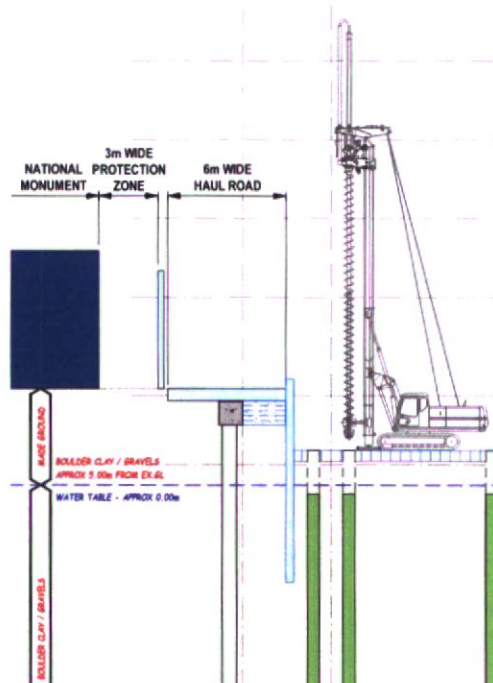 3m WIDE
NATIONAL PROTECTION 6m WIDE
MONUMENT ZONE HAUL ROAD
MADE GROUND
BOULDER CLAY / GRAVELS
APPROX 5.00m FROM EX.GL
WATER TABLE - APPROX 0.00m
BOULDER CLAY / GRAVELS